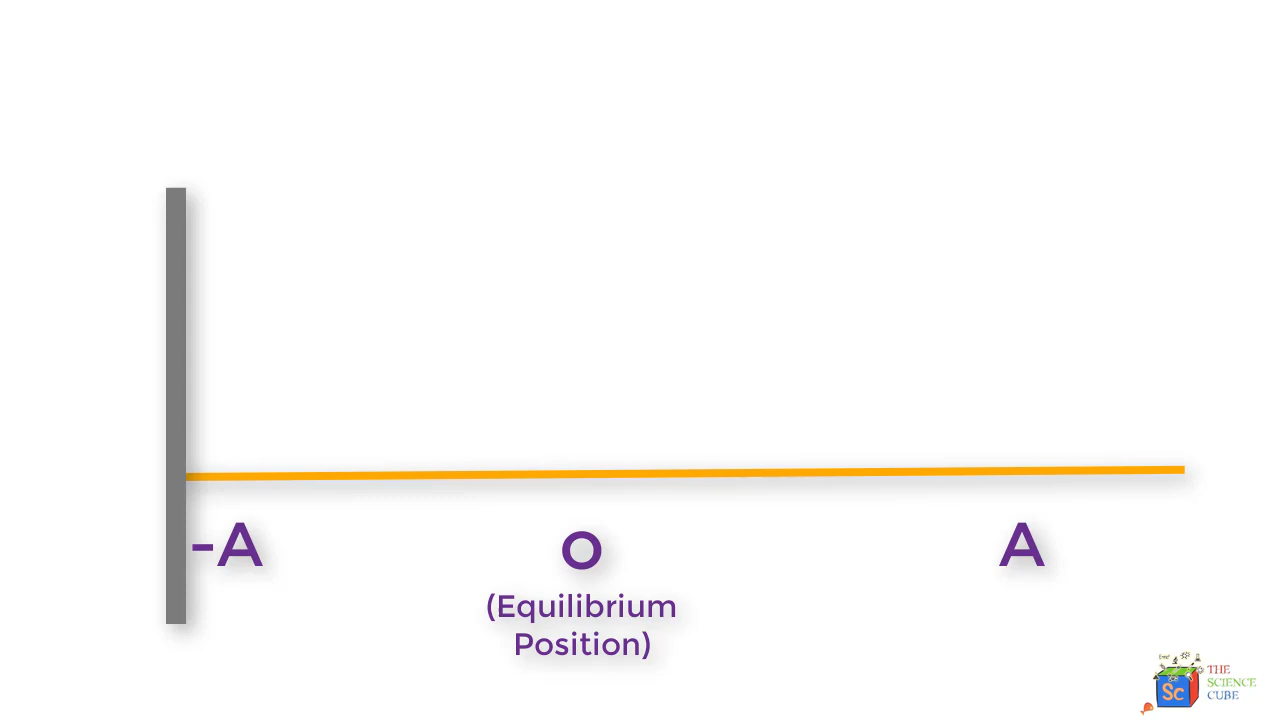 -A O A
(Equilibrium
Position)
Sc
THE
SCIENCE
CUBE